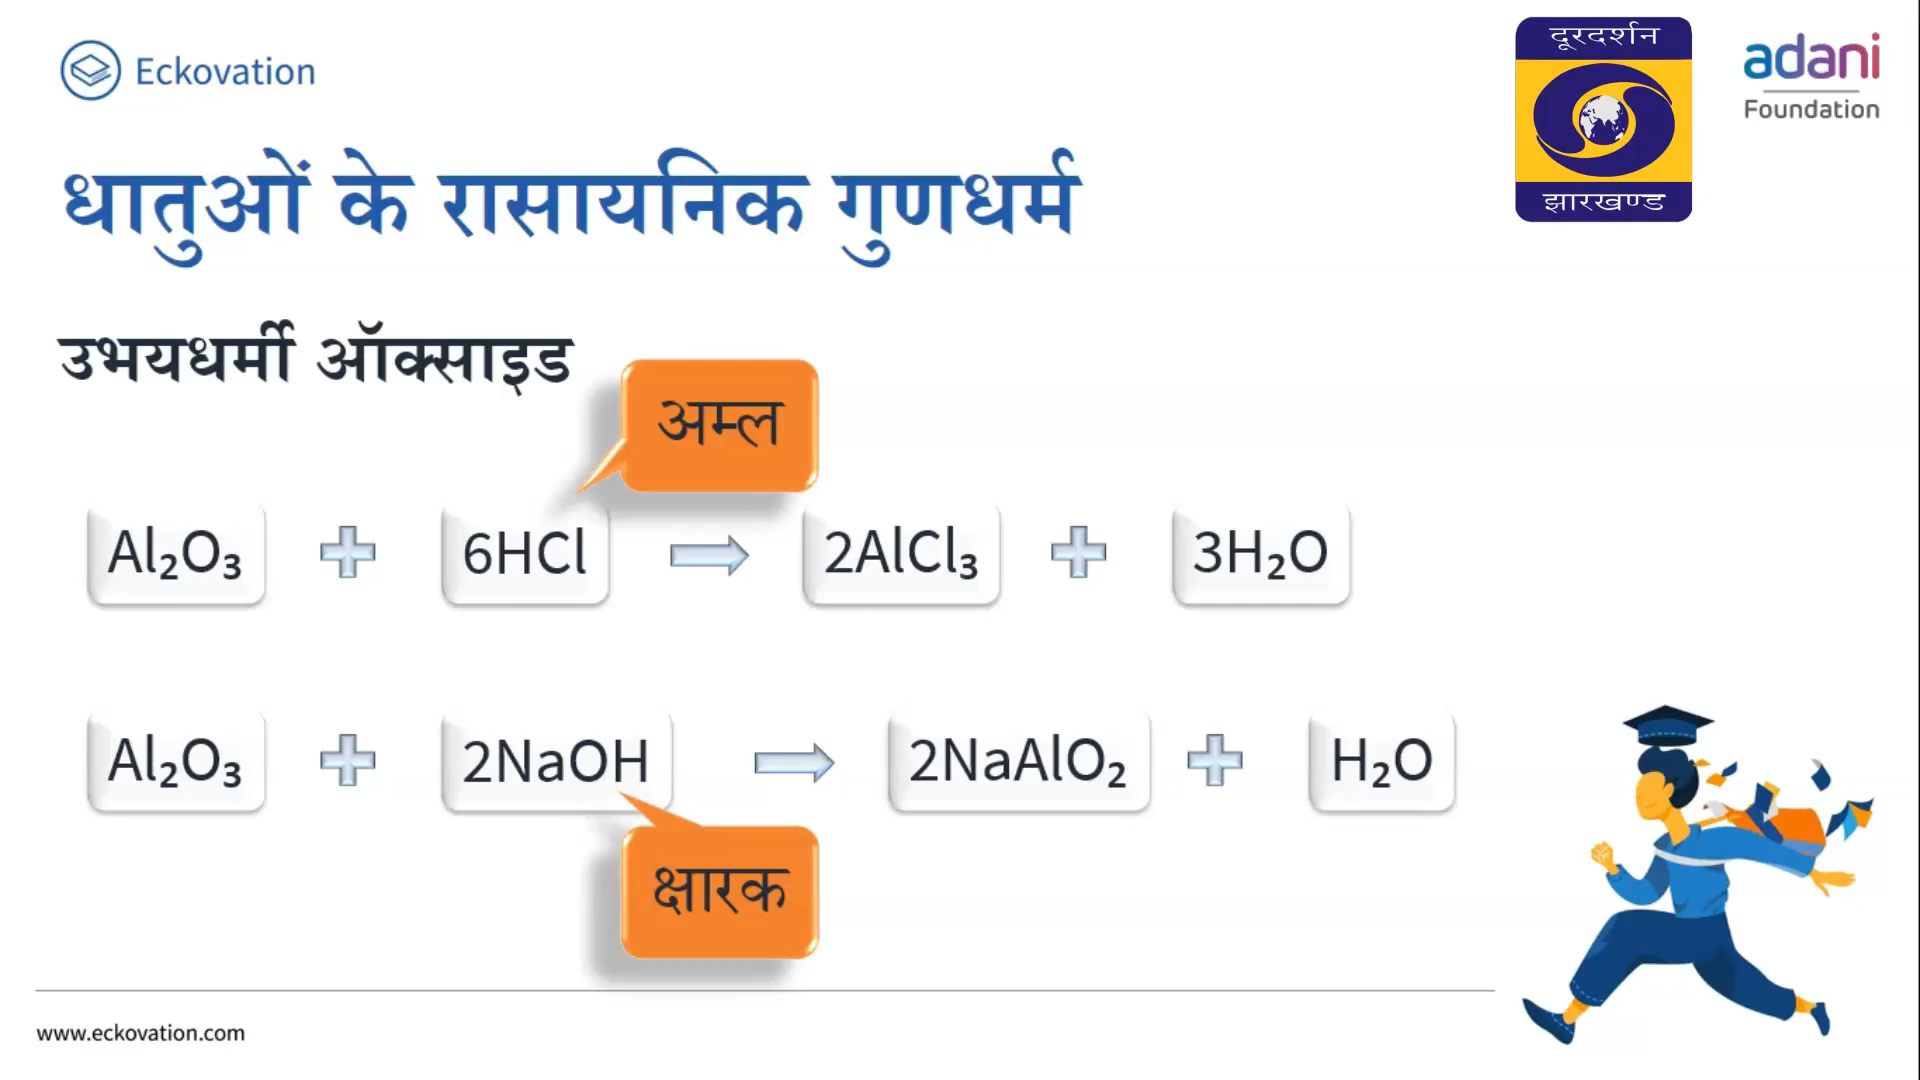 Eckovation
दूरदर्शन
झारखण्ड
adani
Foundation
धातुओं के रासायनिक गुणधर्म
उभयधर्मी ऑक्साइड
अम्ल
Al₂O₃ + 6HCl ⇨ 2AlCl₃ + 3H₂O
Al₂O₃ + 2NaOH ⇨ 2NaAlO₂ + H₂O
क्षारक
www.eckovation.com